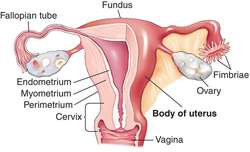 Fundus
Fallopian tube
Endometrium
Myometrium
Perimetrium
Cervix
Fimbriae
Ovary
Body of uterus
Vagina